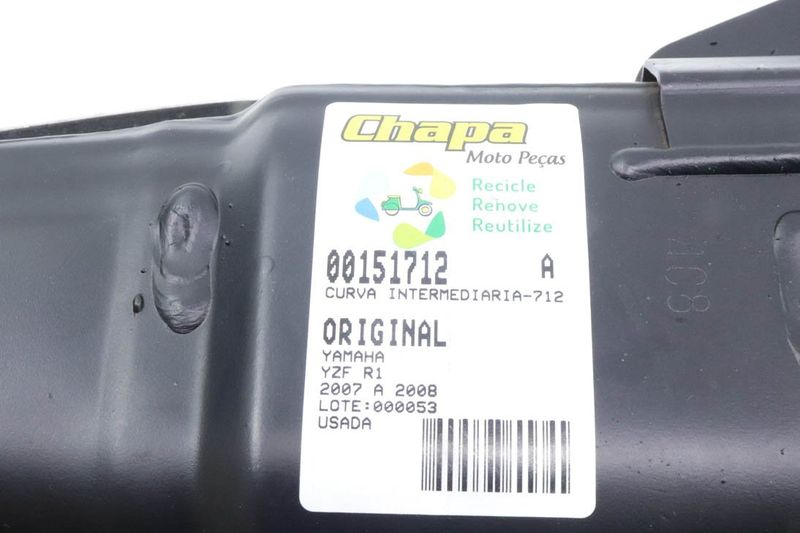 Chapa
Moto Peças
Recicle
Renove
Reutilize
00151712 A
CURVA INTERMEDIARIA-712
ORIGINAL
YAMAHA
YZF R1
2007 A 2008
LOTE:000053
USADA